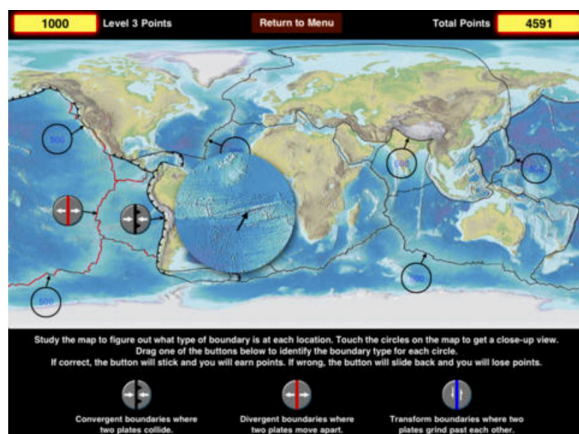 1000
Level 3 Points
Return to Menu
Total Points
4591
500
500
Study the map to figure out what type of boundary is at each location. Touch the circles on the map to get a close-up view.
Drag one of the buttons below to identify the boundary type for each circle.
If correct, the button will stick and you will earn points. If wrong, the button will slide back and you will lose points.
Convergent boundaries where
two plates collide.
Divergent boundaries where
two plates move apart.
Transform boundaries where two
plates grind past each other.